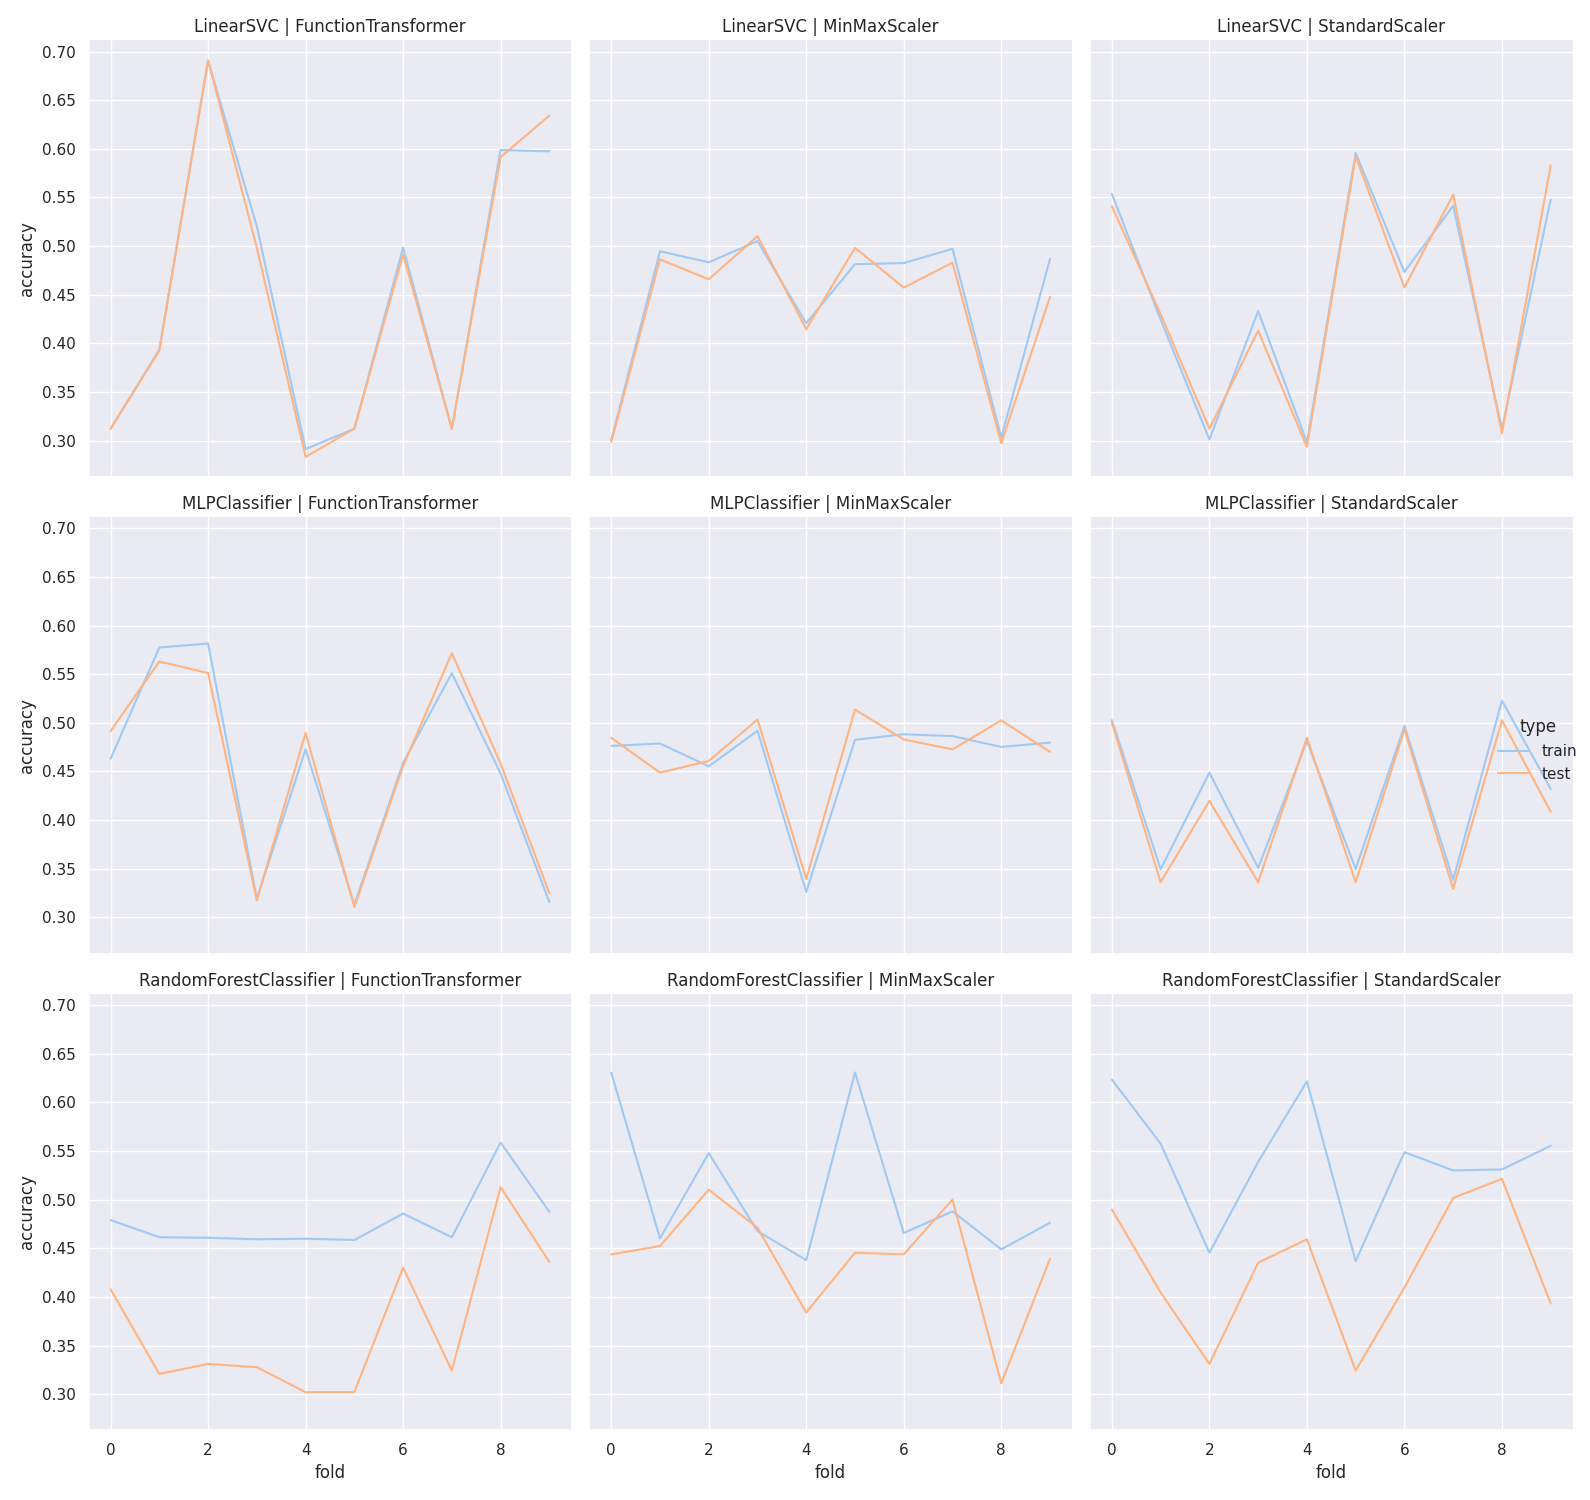 LinearSVC | FunctionTransformer
LinearSVC | MinMaxScaler
LinearSVC | StandardScaler
0.70
0.65
0.60
0.55
0.50
0.45
0.40
0.35
0.30
accuracy
MLPClassifier | FunctionTransformer
MLPClassifier | MinMaxScaler
MLPClassifier | StandardScaler
0.70
0.65
0.60
0.55
0.50
0.45
0.40
0.35
0.30
accuracy
type
train
test
RandomForestClassifier | FunctionTransformer
RandomForestClassifier | MinMaxScaler
RandomForestClassifier | StandardScaler
0.70
0.65
0.60
0.55
0.50
0.45
0.40
0.35
0.30
accuracy
0 2 4 6 8
fold
0 2 4 6 8
fold
0 2 4 6 8
fold